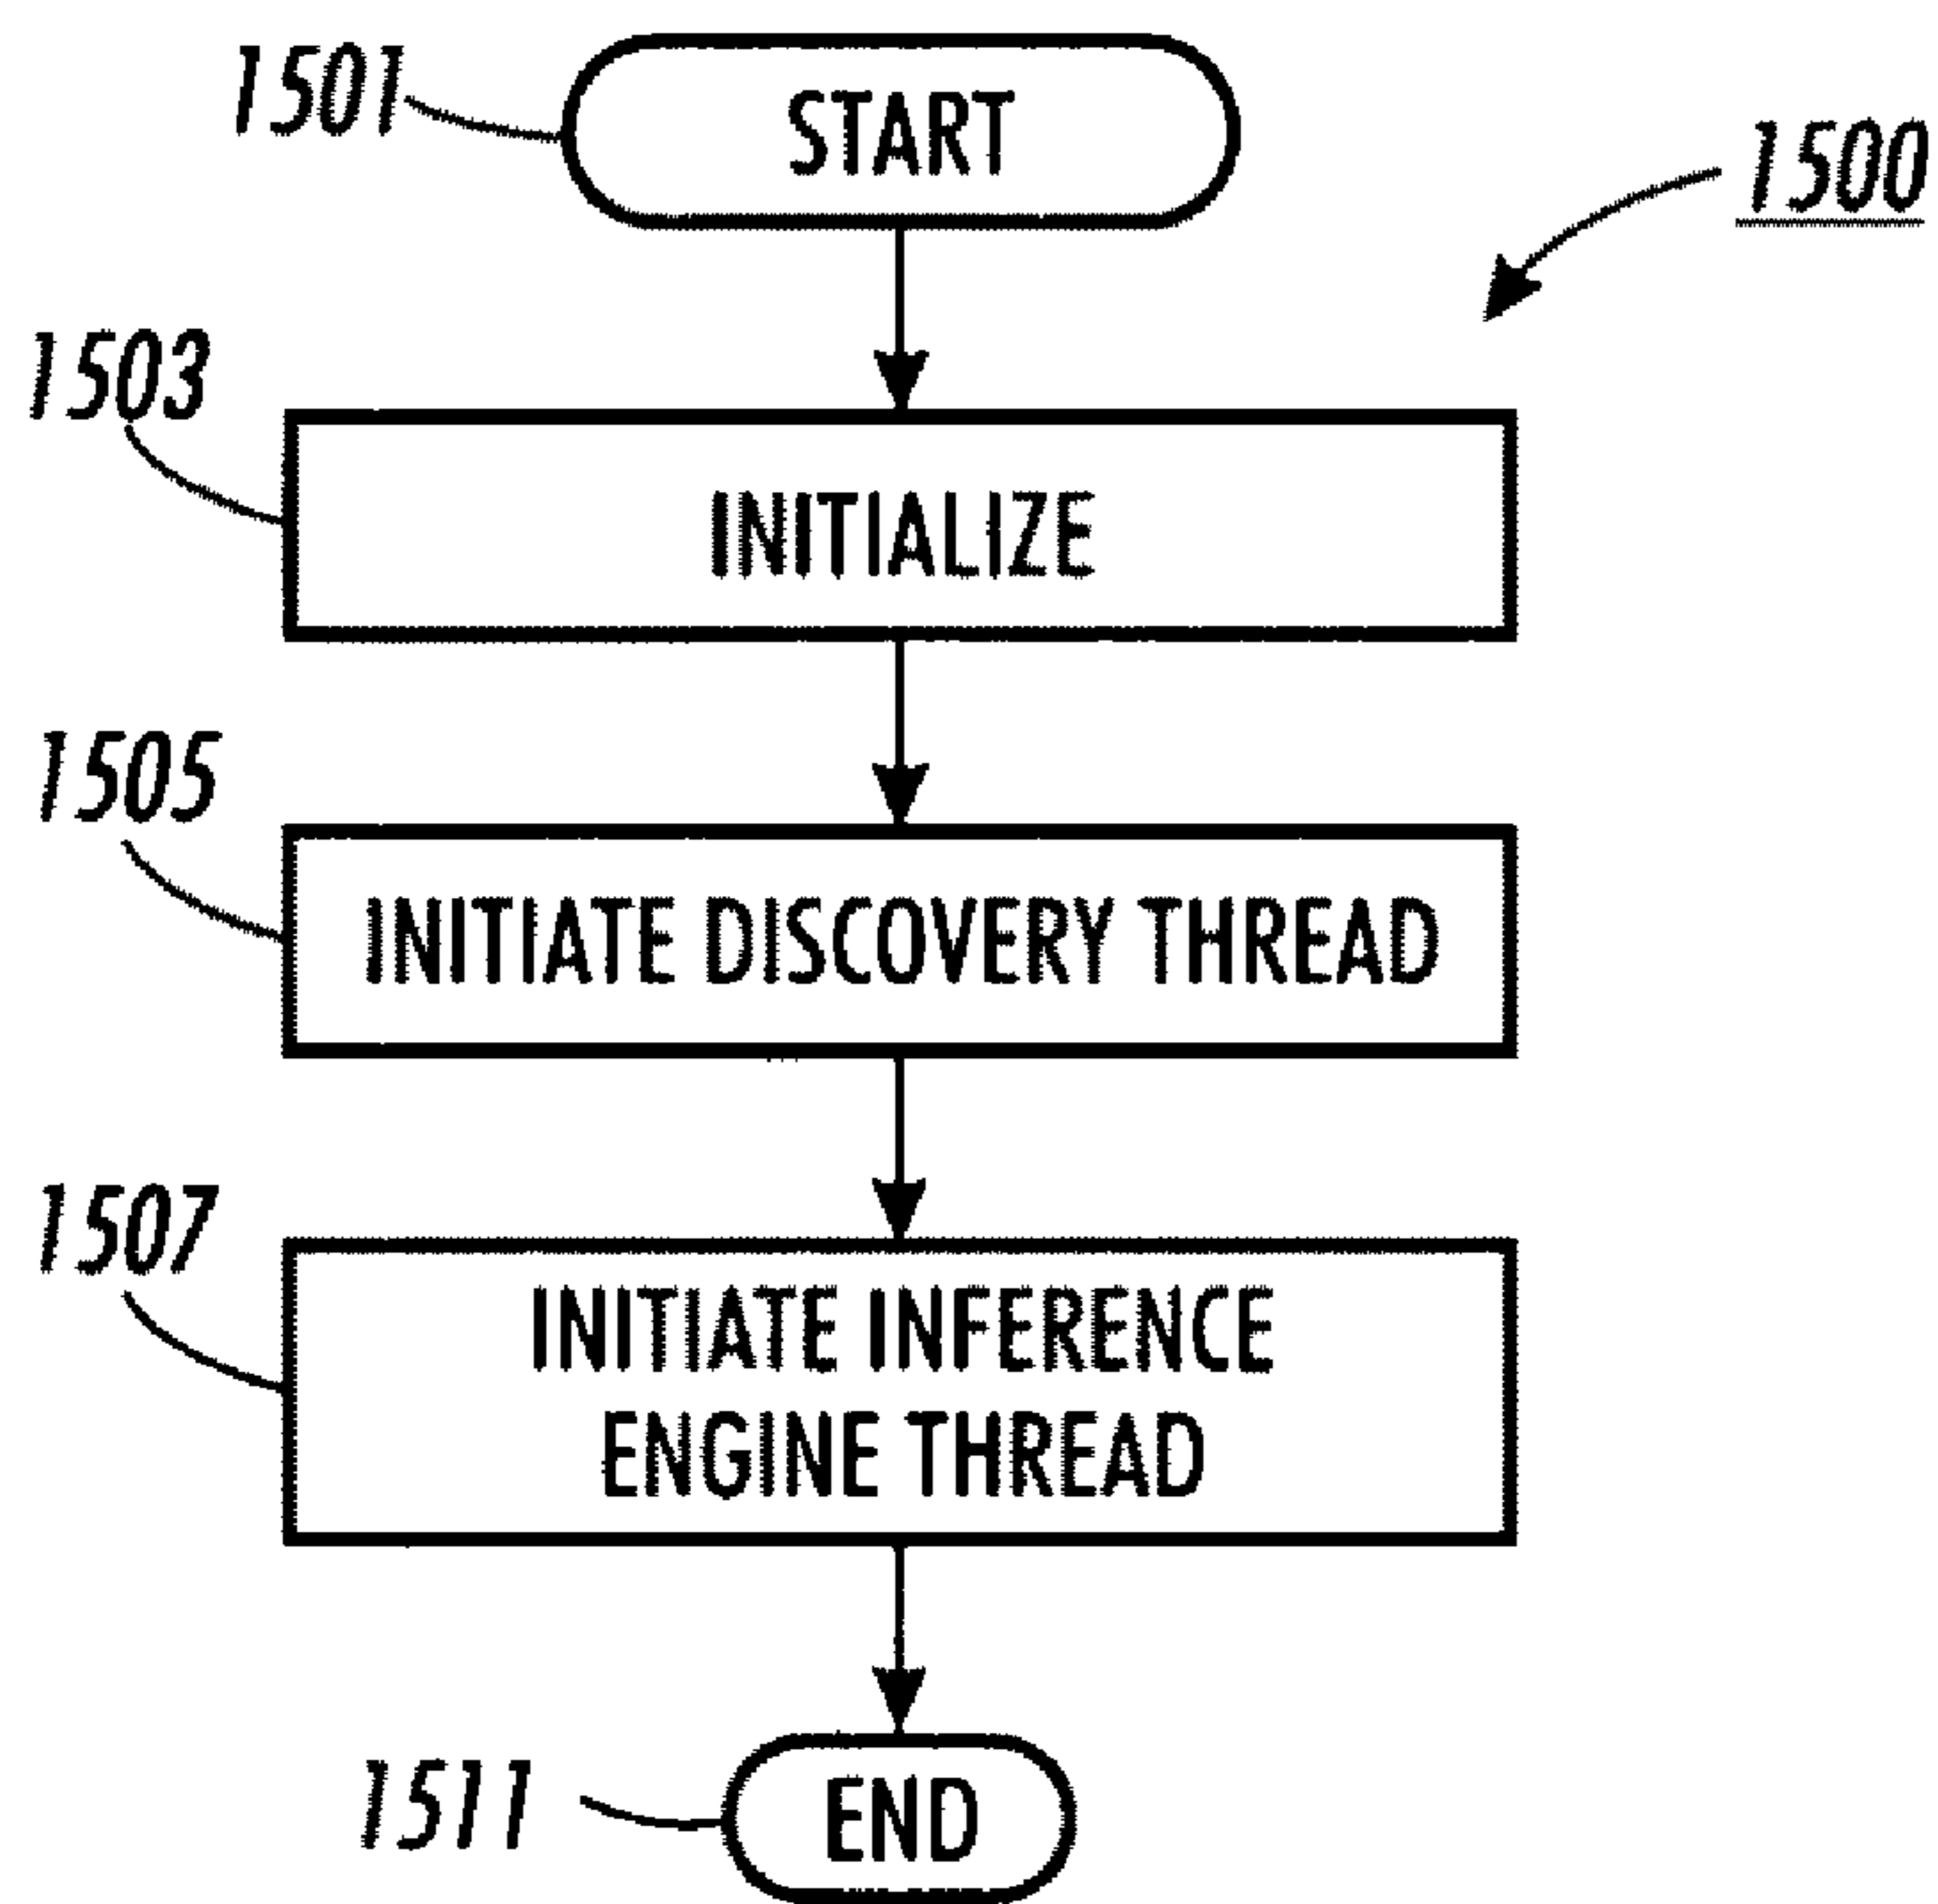 1501
START
1500
1503
INITIALIZE
1505
INITIATE DISCOVERY THREAD
1507
INITIATE INFERENCE
ENGINE THREAD
1511
END